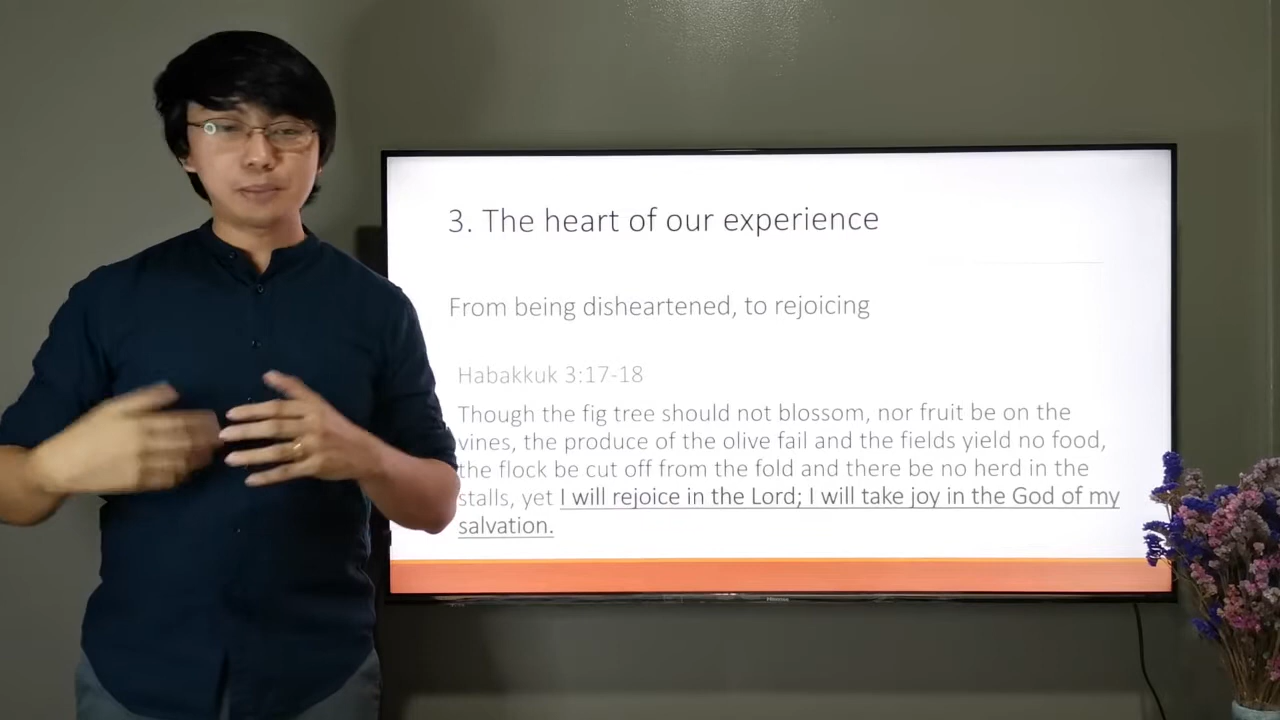 3. The heart of our experience
From being disheartened, to rejoicing
Habakkuk 3:17-18
Though the fig tree should not blossom, nor fruit be on the
vines, the produce of the olive fail and the fields yield no food,
the flock be cut off from the fold and there be no herd in the
stalls, yet I will rejoice in the Lord; I will take joy in the God of my
salvation.